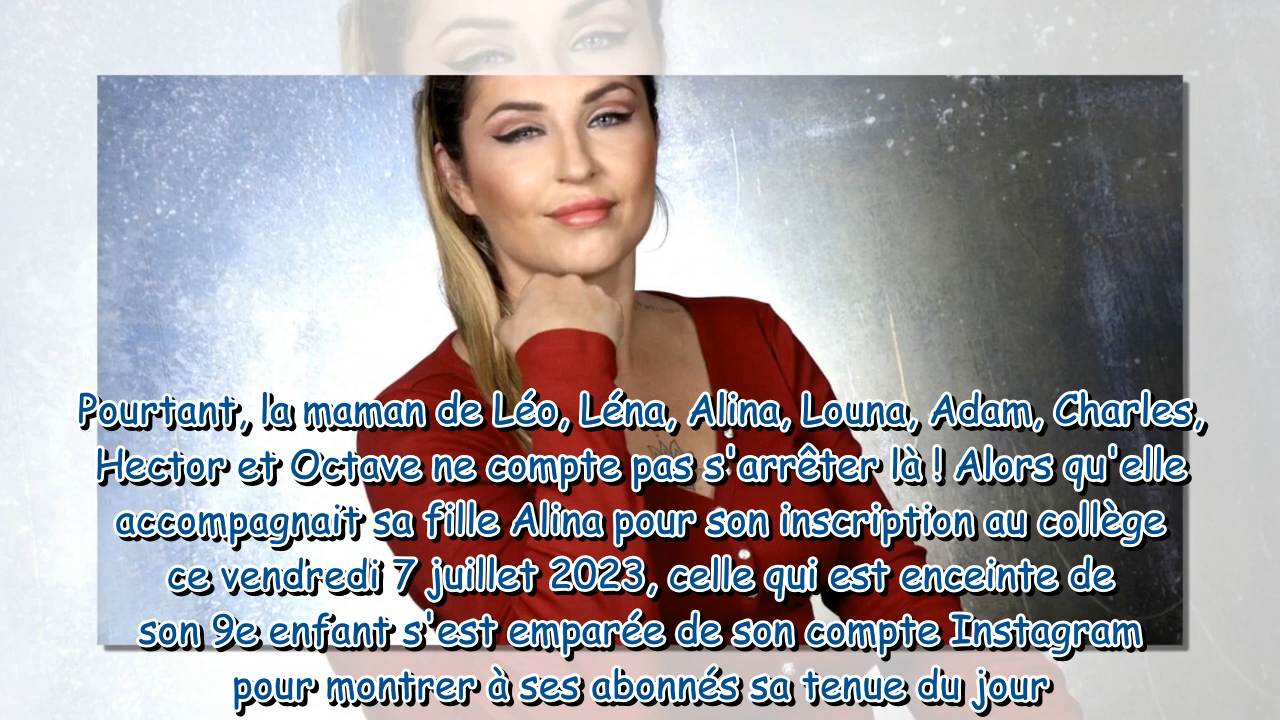 Pourtant, la maman de Léo, Léna, Alina, Louna, Adam, Charles,
Hector et Octave ne compte pas s'arrêter là ! Alors qu'elle
accompagnait sa fille Alina pour son inscription au collège
ce vendredi 7 juillet 2023, celle qui est enceinte de
son 9e enfant s'est emparée de son compte Instagram
pour montrer à ses abonnés sa tenue du jour